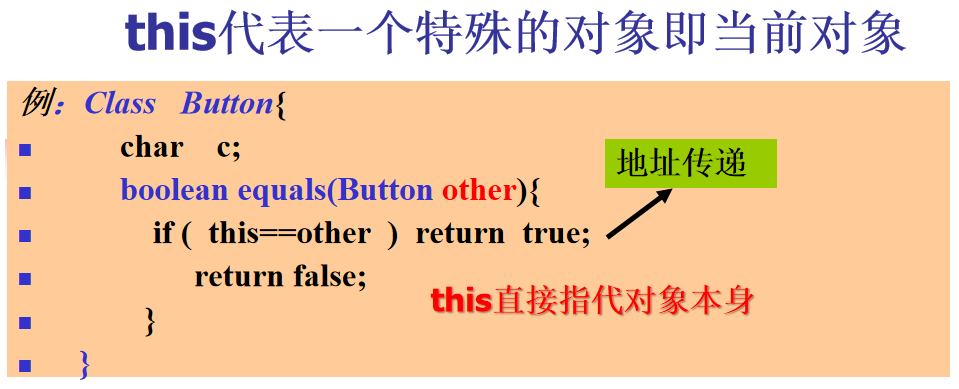 this代表一个特殊的对象即当前对象
例：Class Button{
char c;
地址传递
boolean equals(Button other){
if ( this==other ) return true;
return false;
this直接指代对象本身
}
}